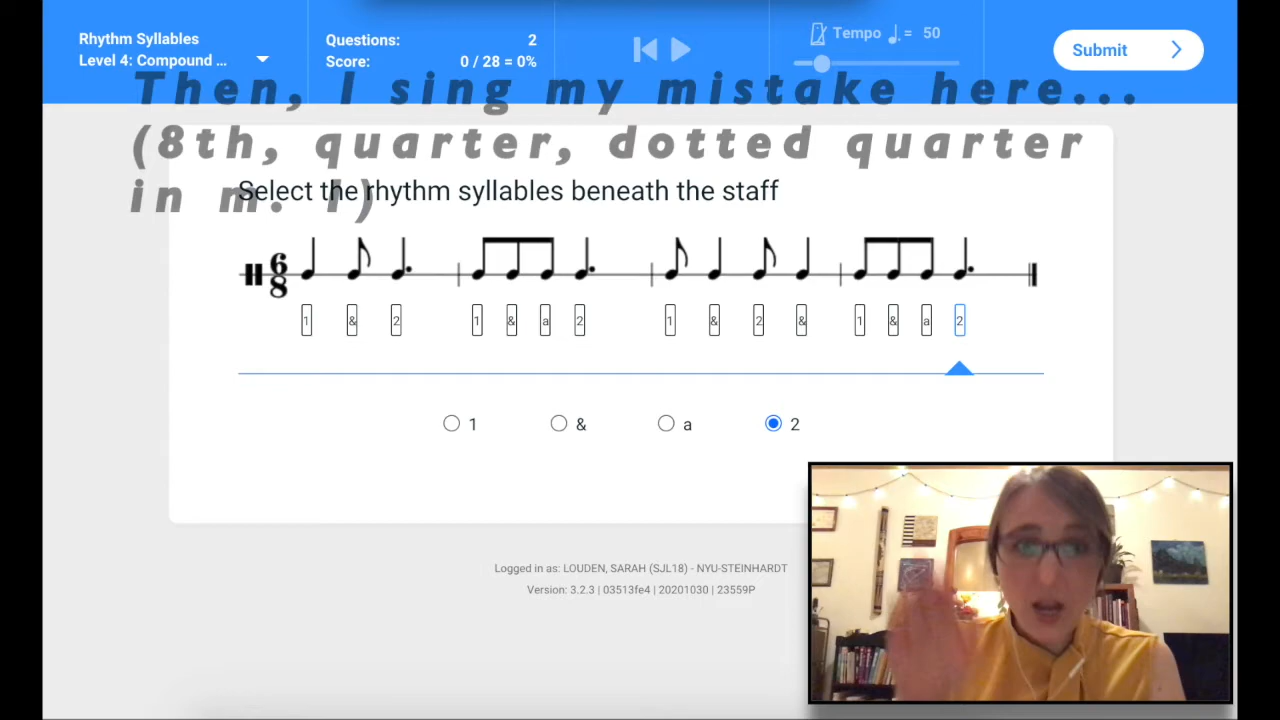 Rhythm Syllables
Level 4: Compound ...
Questions: 2
Score: 0 / 28 = 0%
Tempo ♩. = 50
Submit
Then, I sing my mistake here...
(8th, quarter, dotted quarter
in m. 1)
Select the rhythm syllables beneath the staff
6
8
1 & 2 1 & a 2 1 & 2 & 1 & a 2
1 & a 2
Logged in as: LOUDEN, SARAH (SJL18) - NYU-STEINHARDT
Version: 3.2.3 | 03513fe4 | 20201030 | 23559P